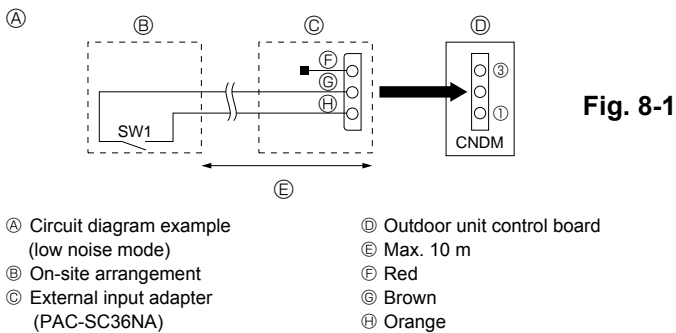 Ⓐ
Ⓑ
Ⓒ
Ⓓ
Ⓕ
Ⓖ
Ⓗ
③
①
SW1
CNDM
Ⓔ
Fig. 8-1
Ⓐ Circuit diagram example
(low noise mode)
Ⓑ On-site arrangement
Ⓒ External input adapter
(PAC-SC36NA)
Ⓓ Outdoor unit control board
Ⓔ Max. 10 m
Ⓕ Red
Ⓖ Brown
Ⓗ Orange